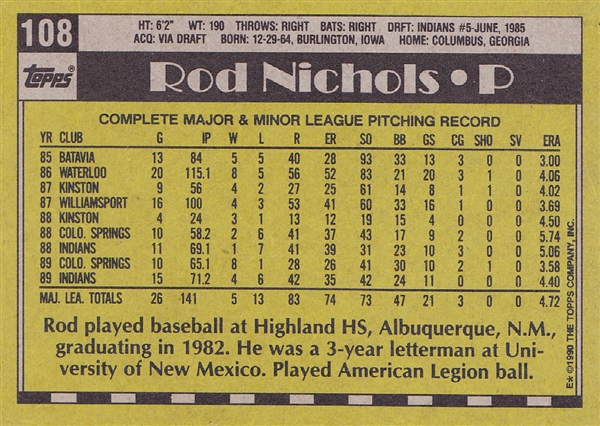 108
HT: 6'2" WT: 190 THROWS: RIGHT BATS: RIGHT DRFT: INDIANS #5-JUNE, 1985
ACQ: VIA DRAFT BORN: 12-29-64, BURLINGTON, IOWA HOME: COLUMBUS, GEORGIA
Topps®
Rod Nichols • P
COMPLETE MAJOR & MINOR LEAGUE PITCHING RECORD
YR CLUB G IP W L R ER SO BB GS CG SHO SV ERA
85 BATAVIA 13 84 5 5 40 28 93 33 13 3 0 0 3.00
86 WATERLOO 20 115.1 8 5 56 52 83 21 20 3 1 0 4.06
87 KINSTON 9 56 4 2 27 25 61 14 8 1 1 0 4.02
87 WILLIAMSPORT 16 100 4 3 53 41 60 33 16 1 0 0 3.69
88 KINSTON 4 24 3 1 13 12 19 15 4 0 0 0 4.50
88 COLO. SPRINGS 10 58.2 2 6 41 37 43 17 9 2 0 0 5.74
88 INDIANS 11 69.1 1 7 41 39 31 23 10 3 0 0 5.06
89 COLO. SPRINGS 10 65.1 8 1 28 26 41 30 10 2 1 0 3.58
89 INDIANS 15 71.2 4 6 42 35 42 24 11 0 0 0 4.40
MAJ. LEA. TOTALS 26 141 5 13 83 74 73 47 21 3 0 0 4.72
Rod played baseball at Highland HS, Albuquerque, N.M.,
graduating in 1982. He was a 3-year letterman at Uni-
versity of New Mexico. Played American Legion ball.
E* ©1990 THE TOPPS COMPANY, INC.